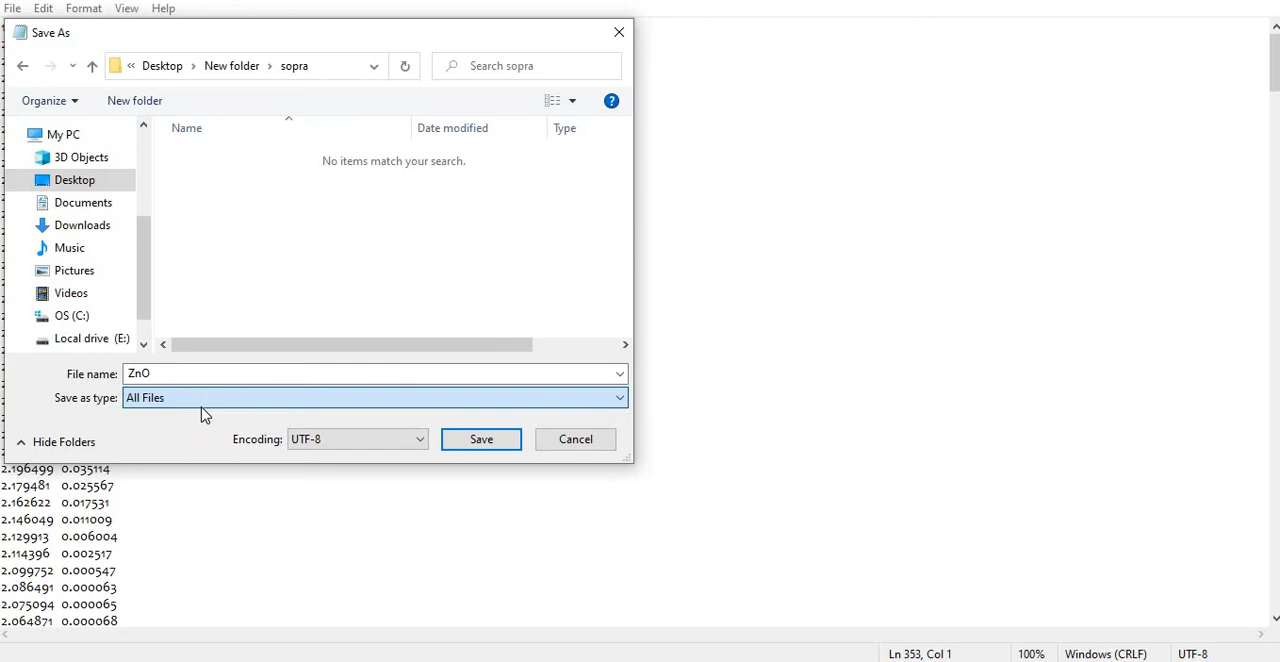 File Edit Format View Help
Save As
« Desktop > New folder > sopra
Search sopra
Organize New folder
Name Date modified Type
My PC
No items match your search.
3D Objects
Desktop
Documents
Downloads
Music
Pictures
Videos
OS (C:)
Local drive (E:)
File name: ZnO
Save as type: All Files
Hide Folders Encoding: UTF-8 Save Cancel
2.196499 0.035114
2.179481 0.025567
2.162622 0.017531
2.146049 0.011009
2.129913 0.006004
2.114396 0.002517
2.099752 0.000547
2.086491 0.000063
2.075094 0.000065
2.064871 0.000068
Ln 353, Col 1 100% Windows (CRLF) UTF-8